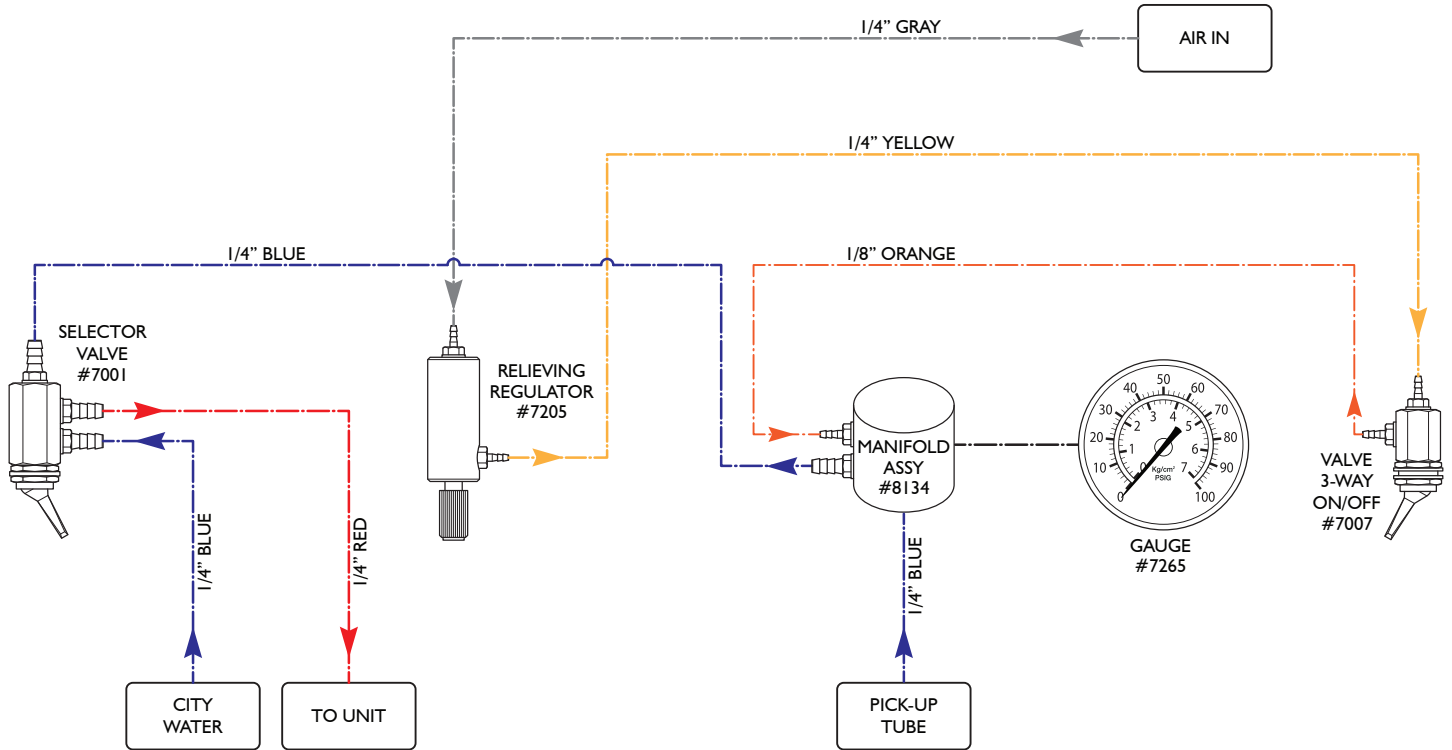 1/4” GRAY
AIR IN
1/4” YELLOW
1/4” BLUE
1/8” ORANGE
SELECTOR
VALVE
#7001
RELIEVING
REGULATOR
#7205
MANIFOLD
ASSY
#8134
0
10
20
30
40
50
60
70
80
90
100
0
1
2
3
4
5
6
7
Kg/cm²
PSIG
GAUGE
#7265
VALVE
3-WAY
ON/OFF
#7007
1/4” BLUE
1/4” RED
1/4” BLUE
CITY
WATER
TO UNIT
PICK-UP
TUBE